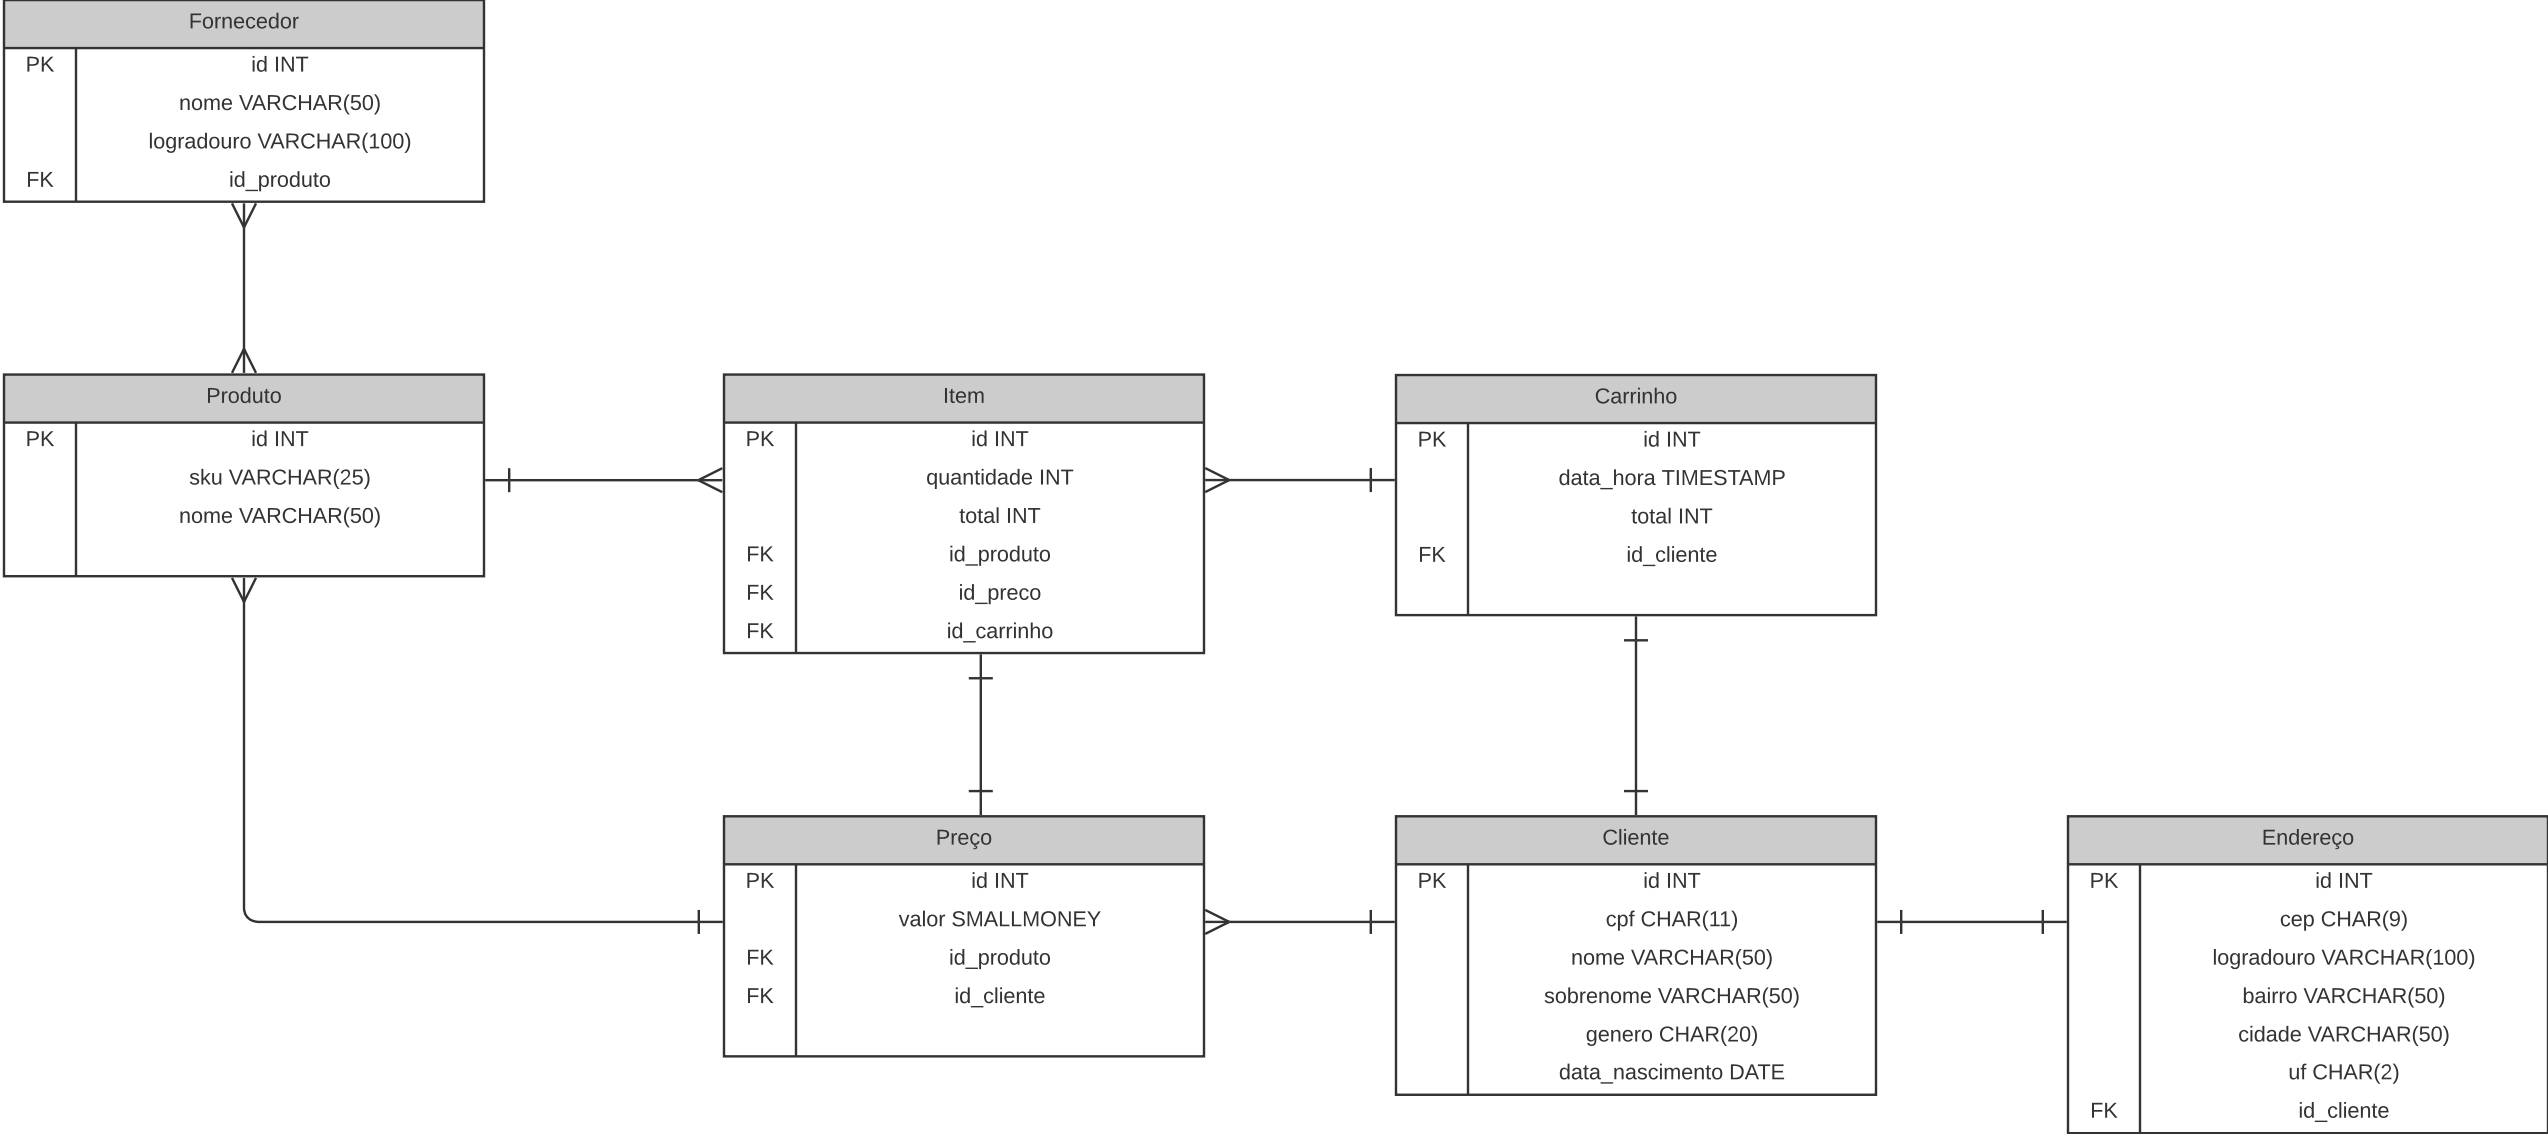 Fornecedor
PK id INT
nome VARCHAR(50)
logradouro VARCHAR(100)
FK id_produto
Produto
PK id INT
sku VARCHAR(25)
nome VARCHAR(50)
Item
PK id INT
quantidade INT
total INT
FK id_produto
FK id_preco
FK id_carrinho
Carrinho
PK id INT
data_hora TIMESTAMP
total INT
FK id_cliente
Preço
PK id INT
valor SMALLMONEY
FK id_produto
FK id_cliente
Cliente
PK id INT
cpf CHAR(11)
nome VARCHAR(50)
sobrenome VARCHAR(50)
genero CHAR(20)
data_nascimento DATE
Endereço
PK id INT
cep CHAR(9)
logradouro VARCHAR(100)
bairro VARCHAR(50)
cidade VARCHAR(50)
uf CHAR(2)
FK id_cliente